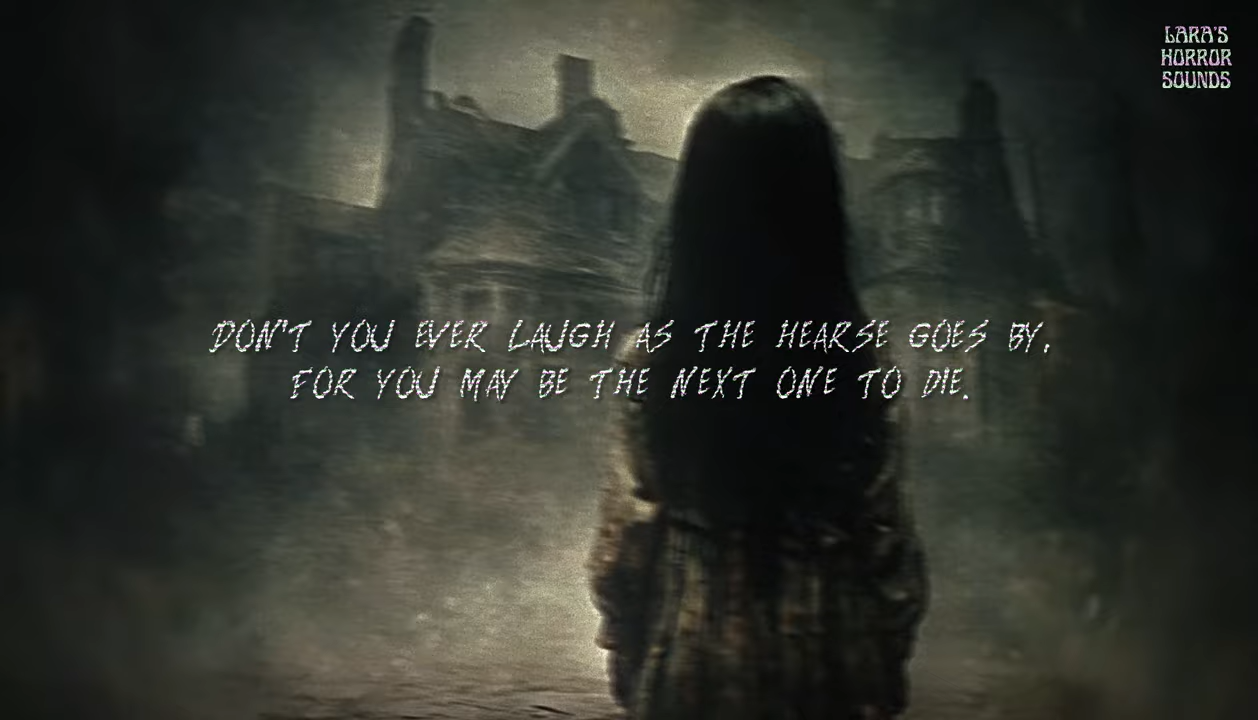 LARA'S
HORROR
SOUNDS
DON'T YOU EVER LAUGH AS THE HEARSE GOES BY,
FOR YOU MAY BE THE NEXT ONE TO DIE.